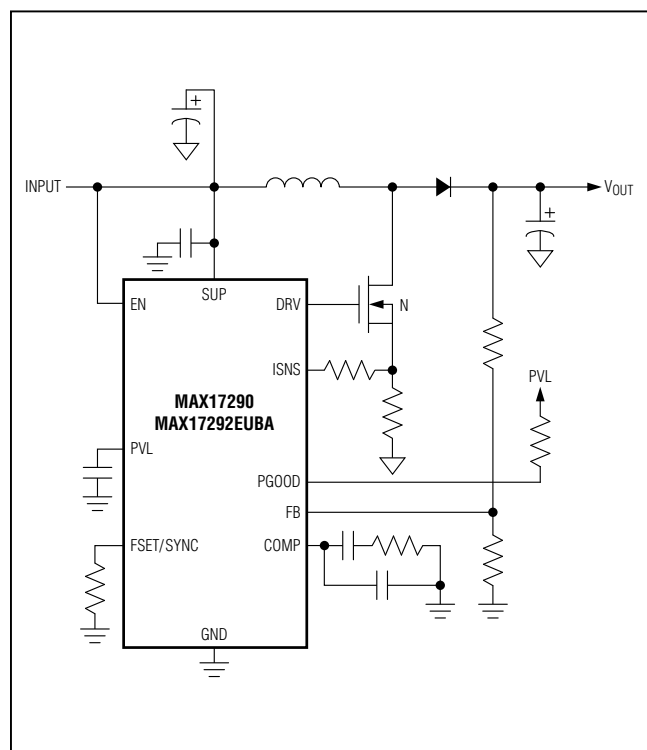 +
INPUT
V_OUT
+
EN
SUP
DRV
N
ISNS
PVL
MAX17290
MAX17292EUBA
PVL
PGOOD
FB
FSET/SYNC
COMP
GND